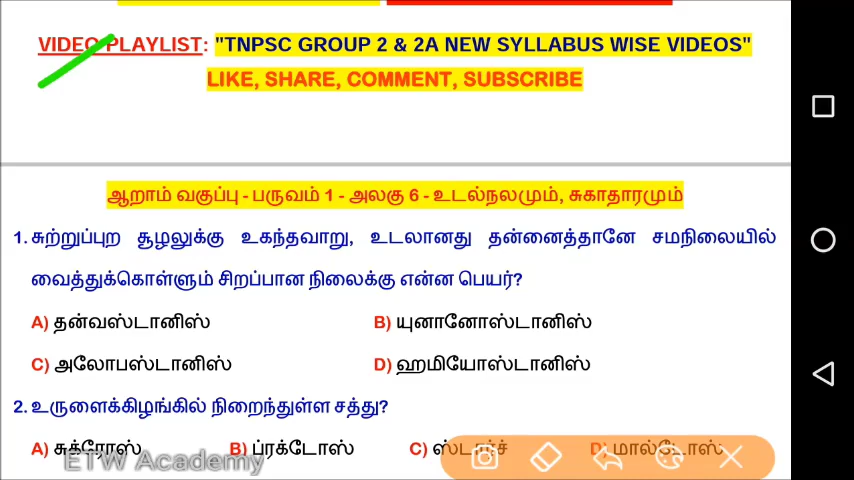 VIDEO PLAYLIST: "TNPSC GROUP 2 & 2A NEW SYLLABUS WISE VIDEOS"
LIKE, SHARE, COMMENT, SUBSCRIBE
ஆறாம் வகுப்பு - பருவம் 1 - அலகு 6 - உடல்நலமும், சுகாதாரமும்
1. சுற்றுப்புற சூழலுக்கு உகந்தவாறு, உடலானது தன்னைத்தானே சமநிலையில்
வைத்துக்கொள்ளும் சிறப்பான நிலைக்கு என்ன பெயர்?
A) தன்வஸ்டானிஸ் B) யுனானோஸ்டானிஸ்
C) அலோபஸ்டானிஸ் D) ஹமியோஸ்டானிஸ்
2. உருளைக்கிழங்கில் நிறைந்துள்ள சத்து?
A) சுக்ரோஸ் B) ப்ரக்டோஸ் C) ஸ்டார்ச் D) மால்டோஸ்
ETW Academy